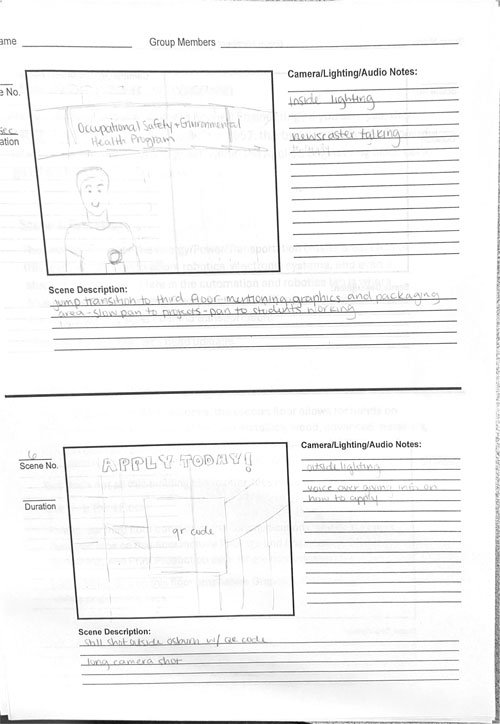 ame
Group Members
e No.
sec
ation
Occupational Safety + Environmental
Health Program
Camera/Lighting/Audio Notes:
inside lighting
newscaster talking
Scene Description:
jump transition to third floor mentioning graphics and packaging
area - slow pan to projects - pan to students working
6
Scene No.
Duration
APPLY TODAY!
qr code
Camera/Lighting/Audio Notes:
outside lighting
voice over giving info on
how to apply
Scene Description:
still shot outside osburn w/ QR code
long camera shot